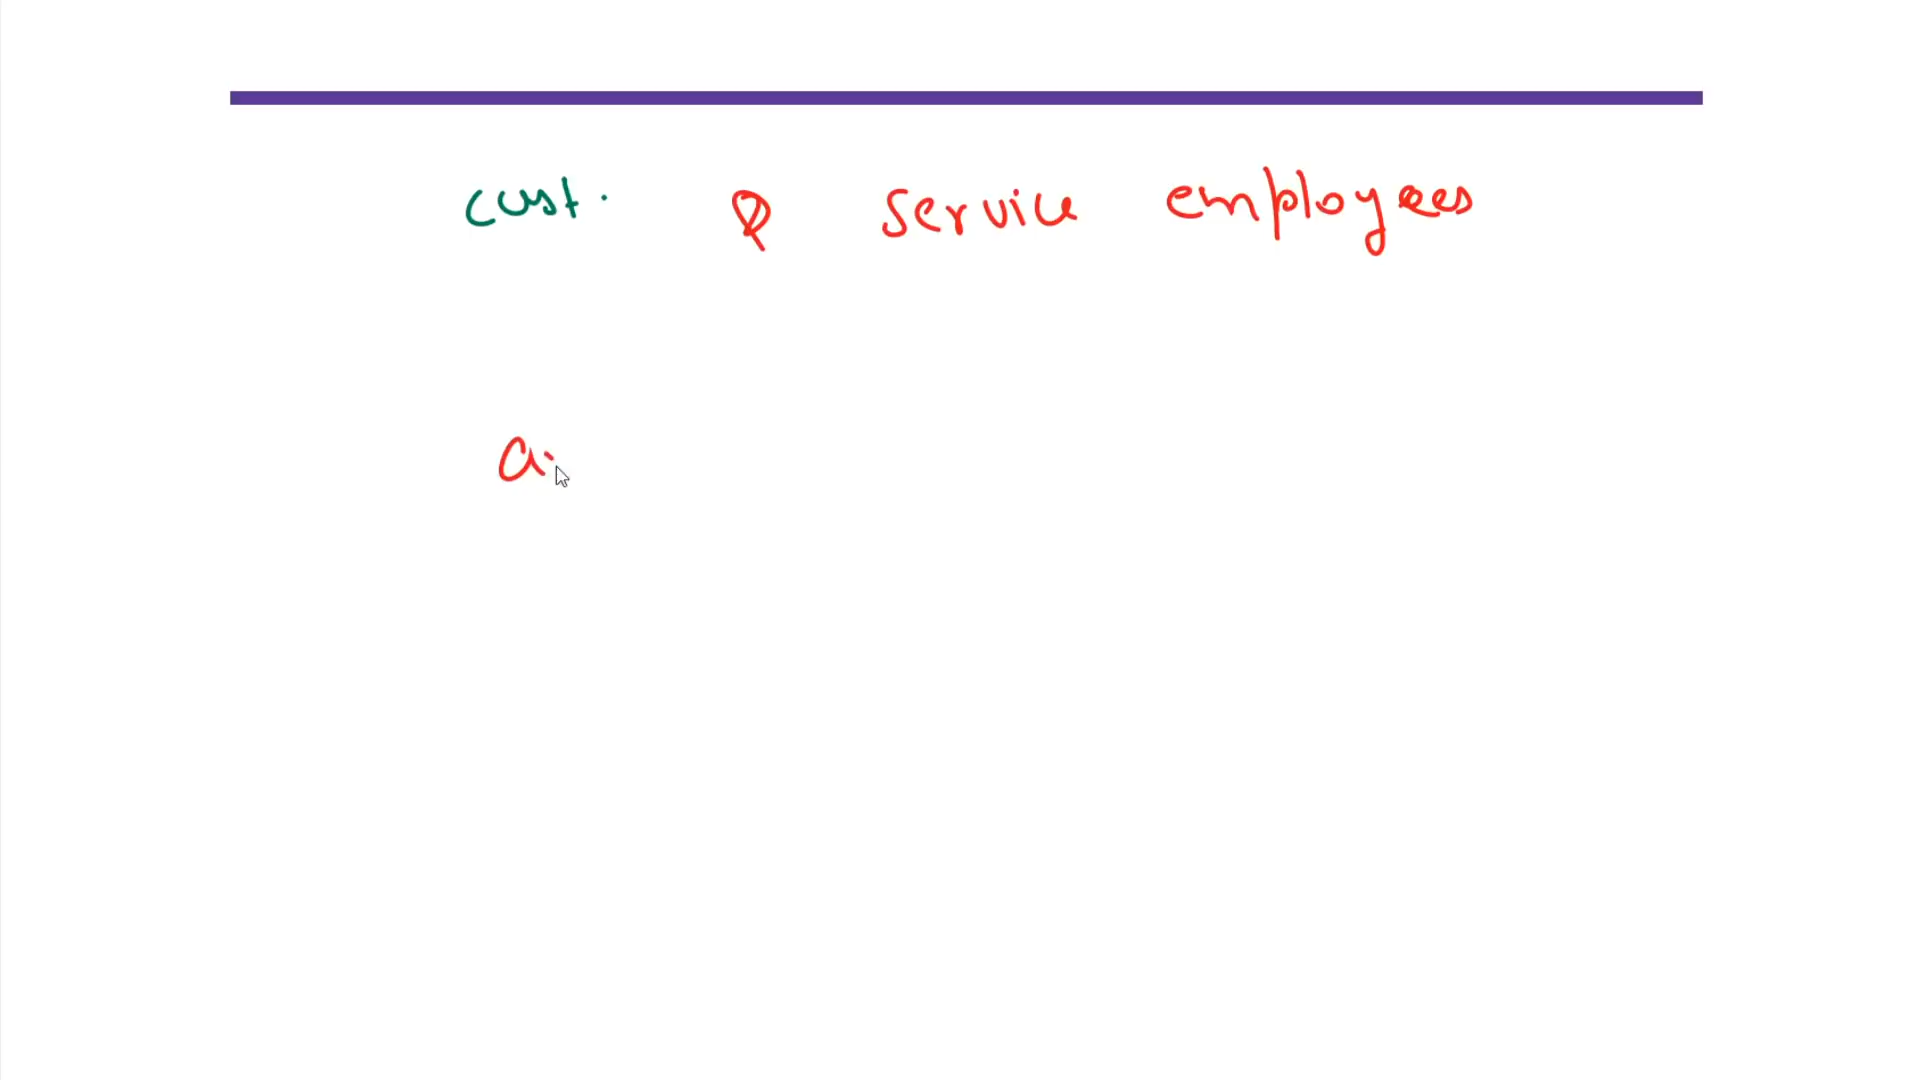 cust. & service employees
a